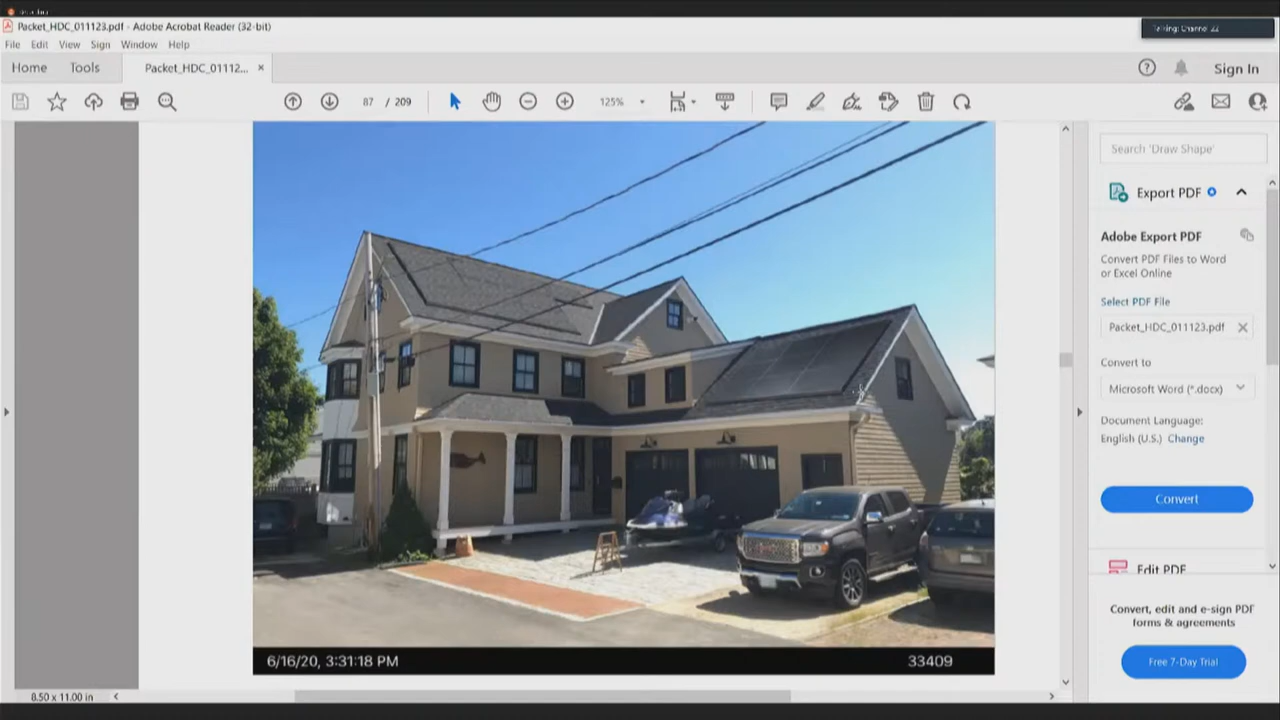 Packet_HDC_011123.pdf - Adobe Acrobat Reader (32-bit)
Talking: Channel 22
File Edit View Sign Window Help
Home Tools Packet_HDC_01112... ×
? Sign In
87 / 209 125%
Search 'Draw Shape'
Export PDF
Adobe Export PDF
Convert PDF Files to Word
or Excel Online
Select PDF File
Packet_HDC_011123.pdf
Convert to
Microsoft Word (*.docx)
Document Language:
English (U.S.) Change
Convert
Edit PDF
Convert, edit and e-sign PDF
forms & agreements
Free 7-Day Trial
6/16/20, 3:31:18 PM 33409
8.50 x 11.00 in